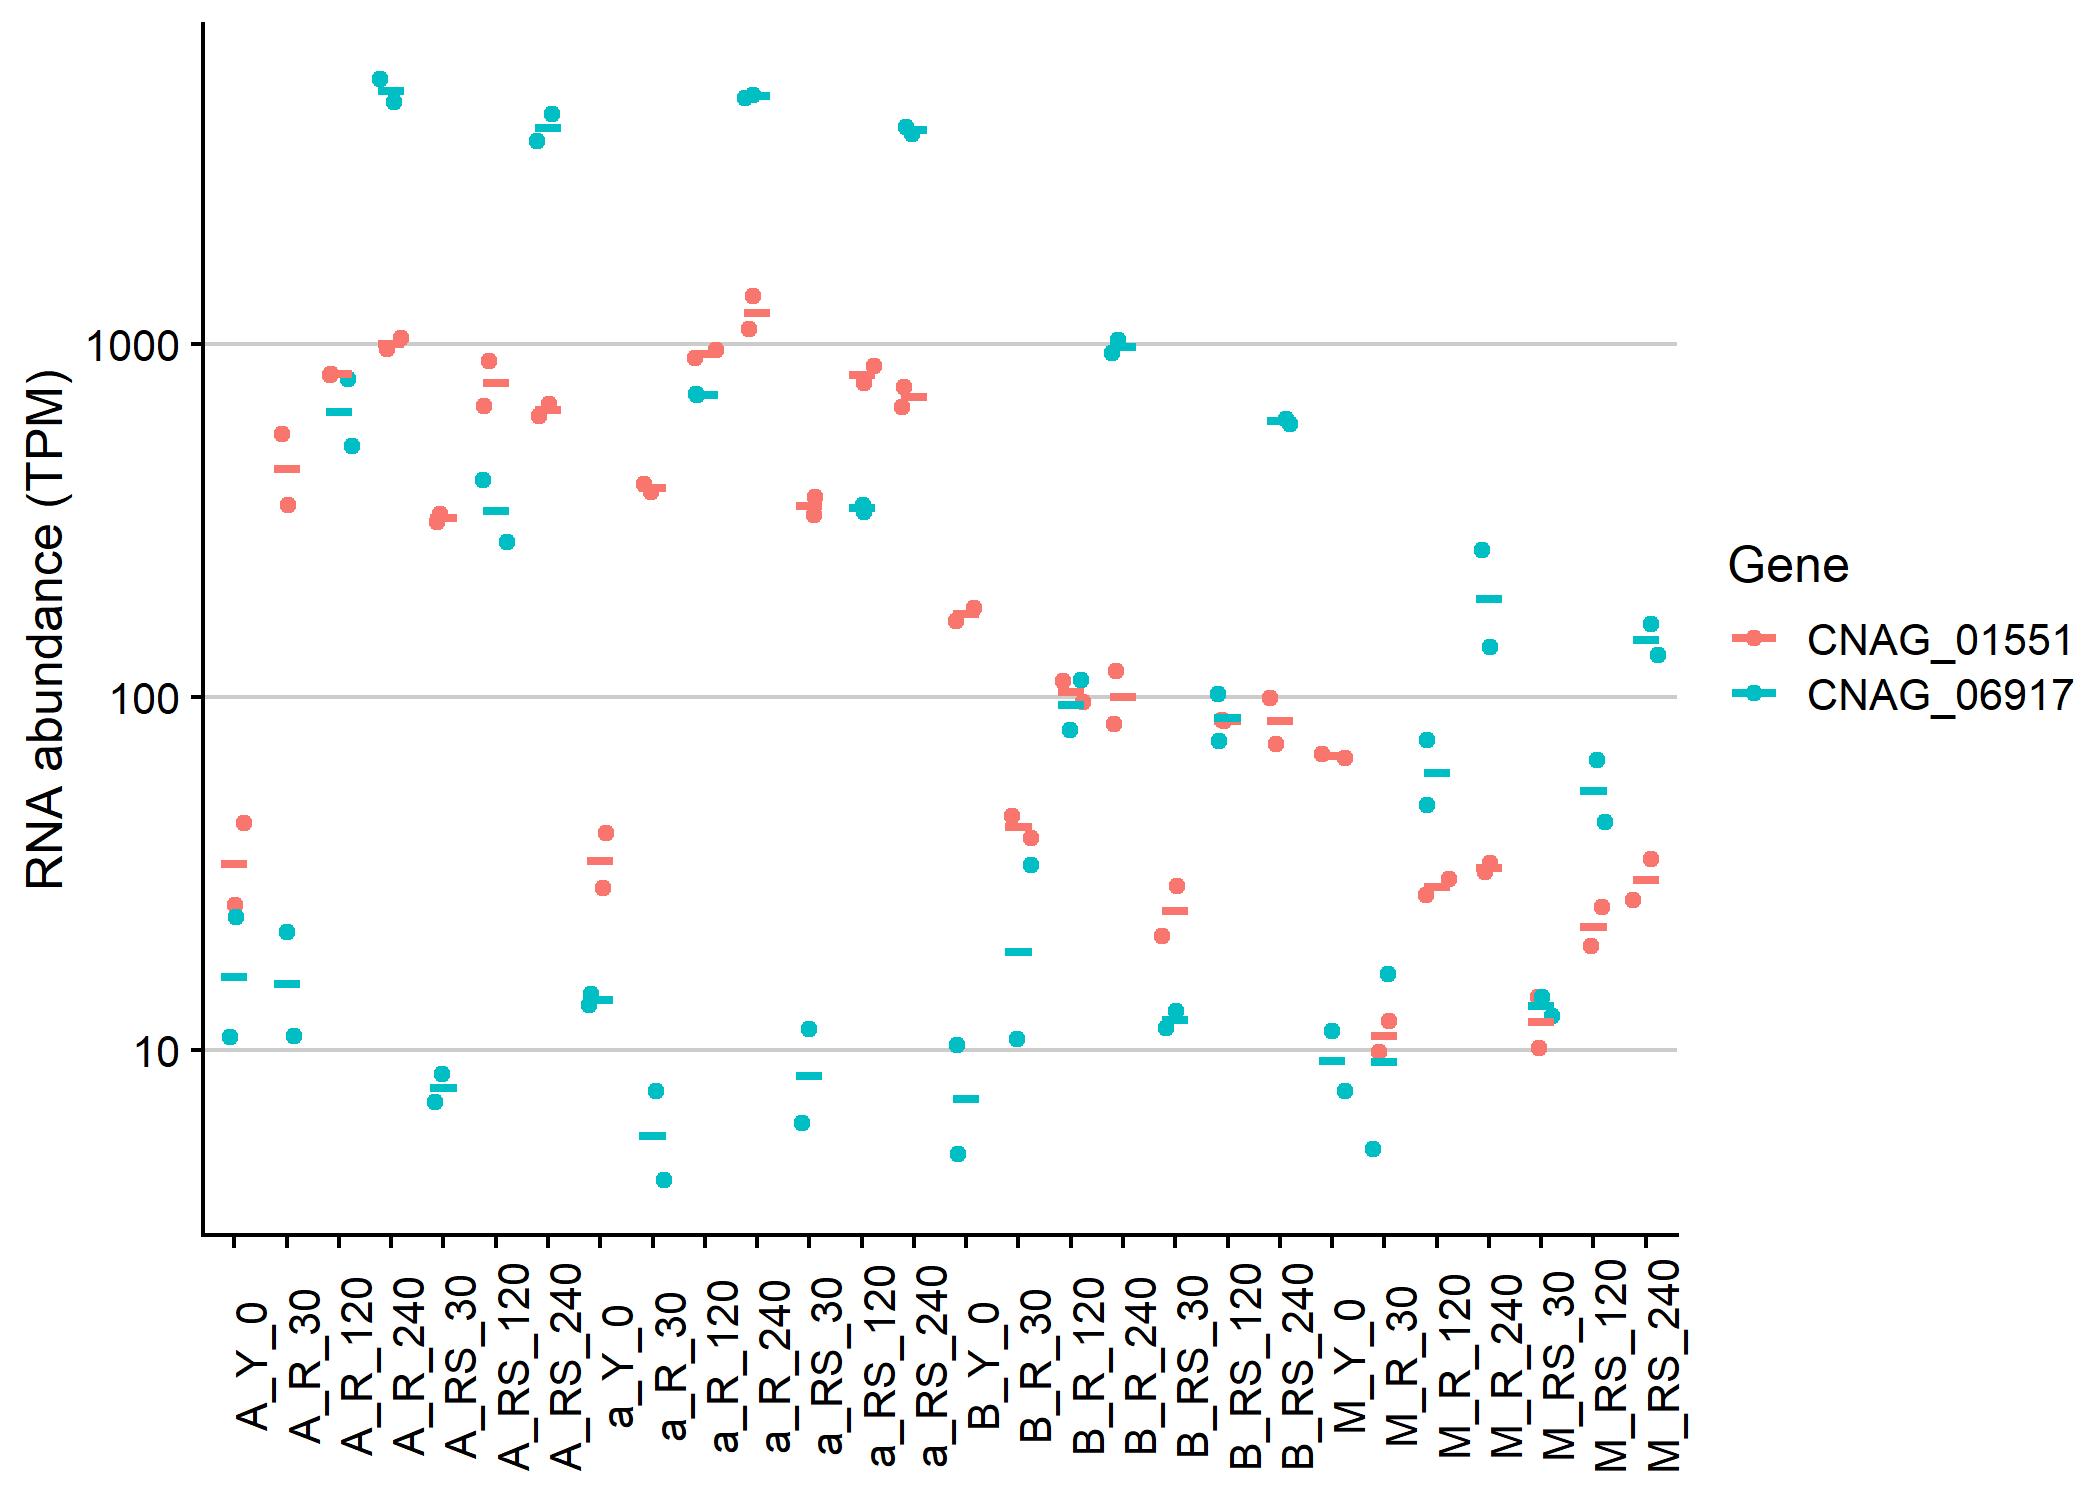 RNA abundance (TPM)
1000
100
10
A_Y_0
A_R_30
A_R_120
A_R_240
A_RS_30
A_RS_120
A_RS_240
a_Y_0
a_R_30
a_R_120
a_R_240
a_RS_30
a_RS_120
a_RS_240
B_Y_0
B_R_30
B_R_120
B_R_240
B_RS_30
B_RS_120
B_RS_240
M_Y_0
M_R_30
M_R_120
M_R_240
M_RS_30
M_RS_120
M_RS_240
Gene
CNAG_01551
CNAG_06917